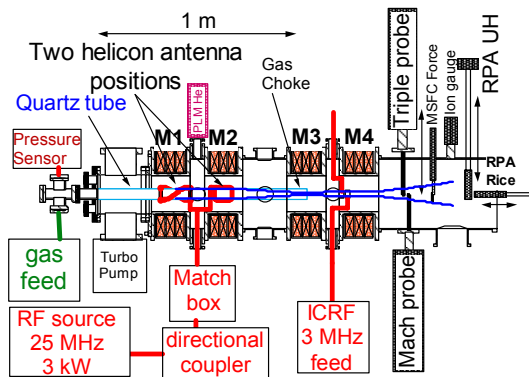 1 m
Two helicon antenna
positions
Gas
Choke
Quartz tube
PLM He
Pressure
Sensor
M1
M2
M3
M4
Triple probe
MSFC Force
Ion gauge
RPA UH
RPA
Rice
gas
feed
Turbo
Pump
Match
box
ICRF
3 MHz
feed
Mach probe
RF source
25 MHz
3 kW
directional
coupler